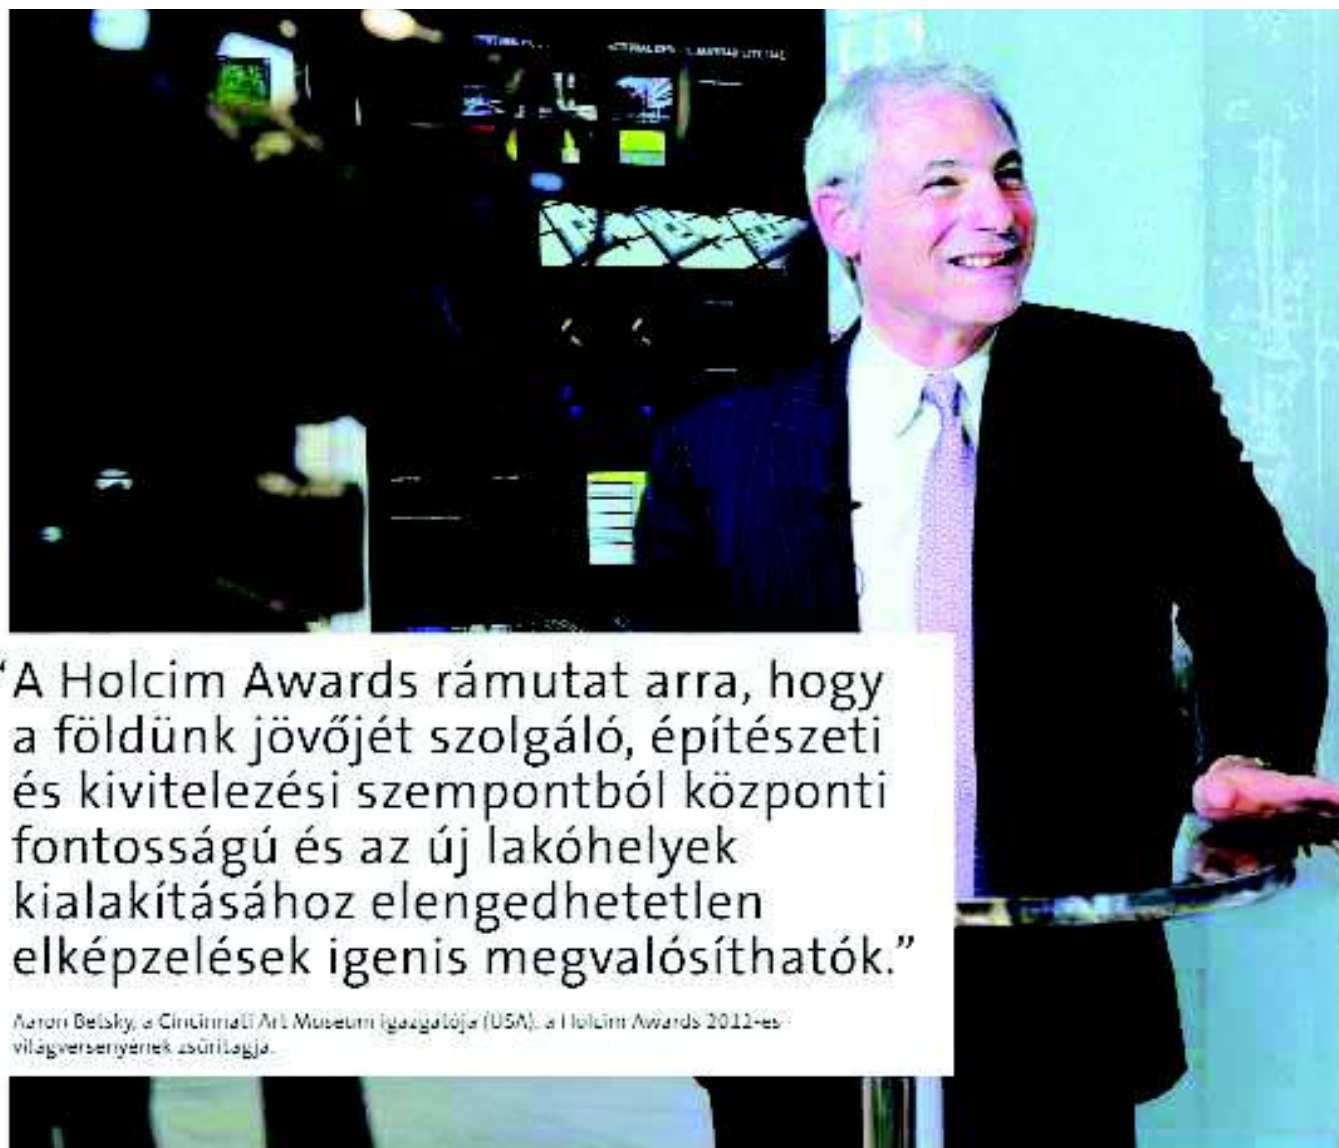 “A Holcim Awards rámutat arra, hogy
a földünk jövőjét szolgáló, építészeti
és kivitelezési szempontból központi
fontosságú és az új lakóhelyek
kialakításához elengedhetetlen
elképzelések igenis megvalósíthatók.”
Aaron Betsky, a Cincinnati Art Museum igazgatója (USA), a Holcim Awards 2012-es
világversenyének zsűritagja.